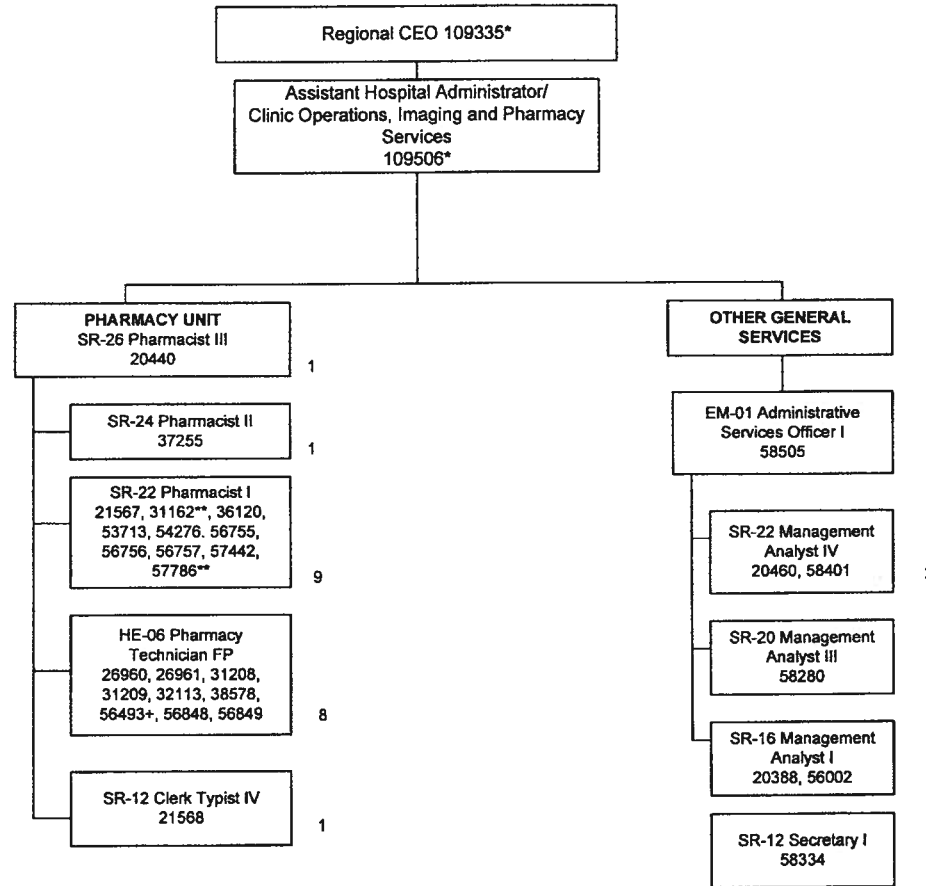 Regional CEO 109335*
Assistant Hospital Administrator/
Clinic Operations, Imaging and Pharmacy
Services
109506*
PHARMACY UNIT
SR-26 Pharmacist III
20440
1
SR-24 Pharmacist II
37255
1
SR-22 Pharmacist I
21567, 31162**, 36120,
53713, 54276. 56755,
56756, 56757, 57442,
57786**
9
HE-06 Pharmacy
Technician FP
26960, 26961, 31208,
31209, 32113, 38578,
56493+, 56848, 56849
8
SR-12 Clerk Typist IV
21568
1
OTHER GENERAL
SERVICES
EM-01 Administrative
Services Officer I
58505
SR-22 Management
Analyst IV
20460, 58401
SR-20 Management
Analyst III
58280
SR-16 Management
Analyst I
20388, 56002
SR-12 Secretary I
58334